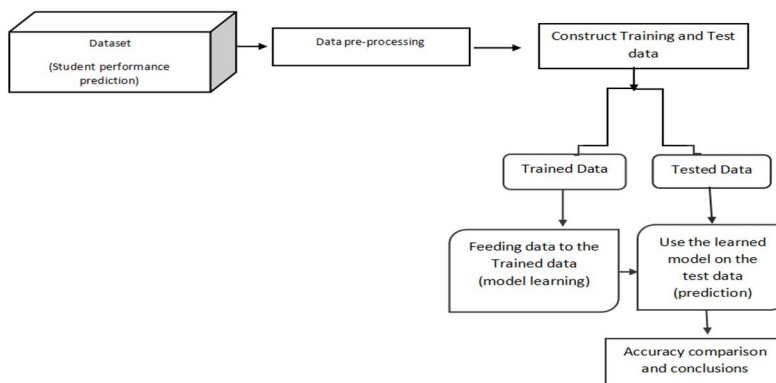 Dataset
(Student performance
prediction)
Data pre-processing
Construct Training and Test
data
Trained Data
Tested Data
Feeding data to the
Trained data
(model learning)
Use the learned
model on the
test data
(prediction)
Accuracy comparison
and conclusions